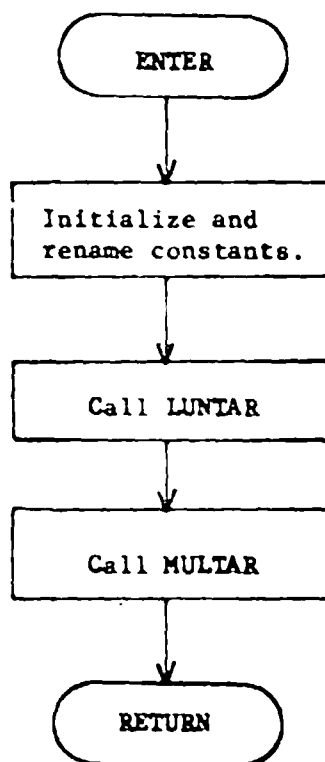 ENTER
Initialize and
rename constants.
Call LUNTAR
Call MULTAR
RETURN